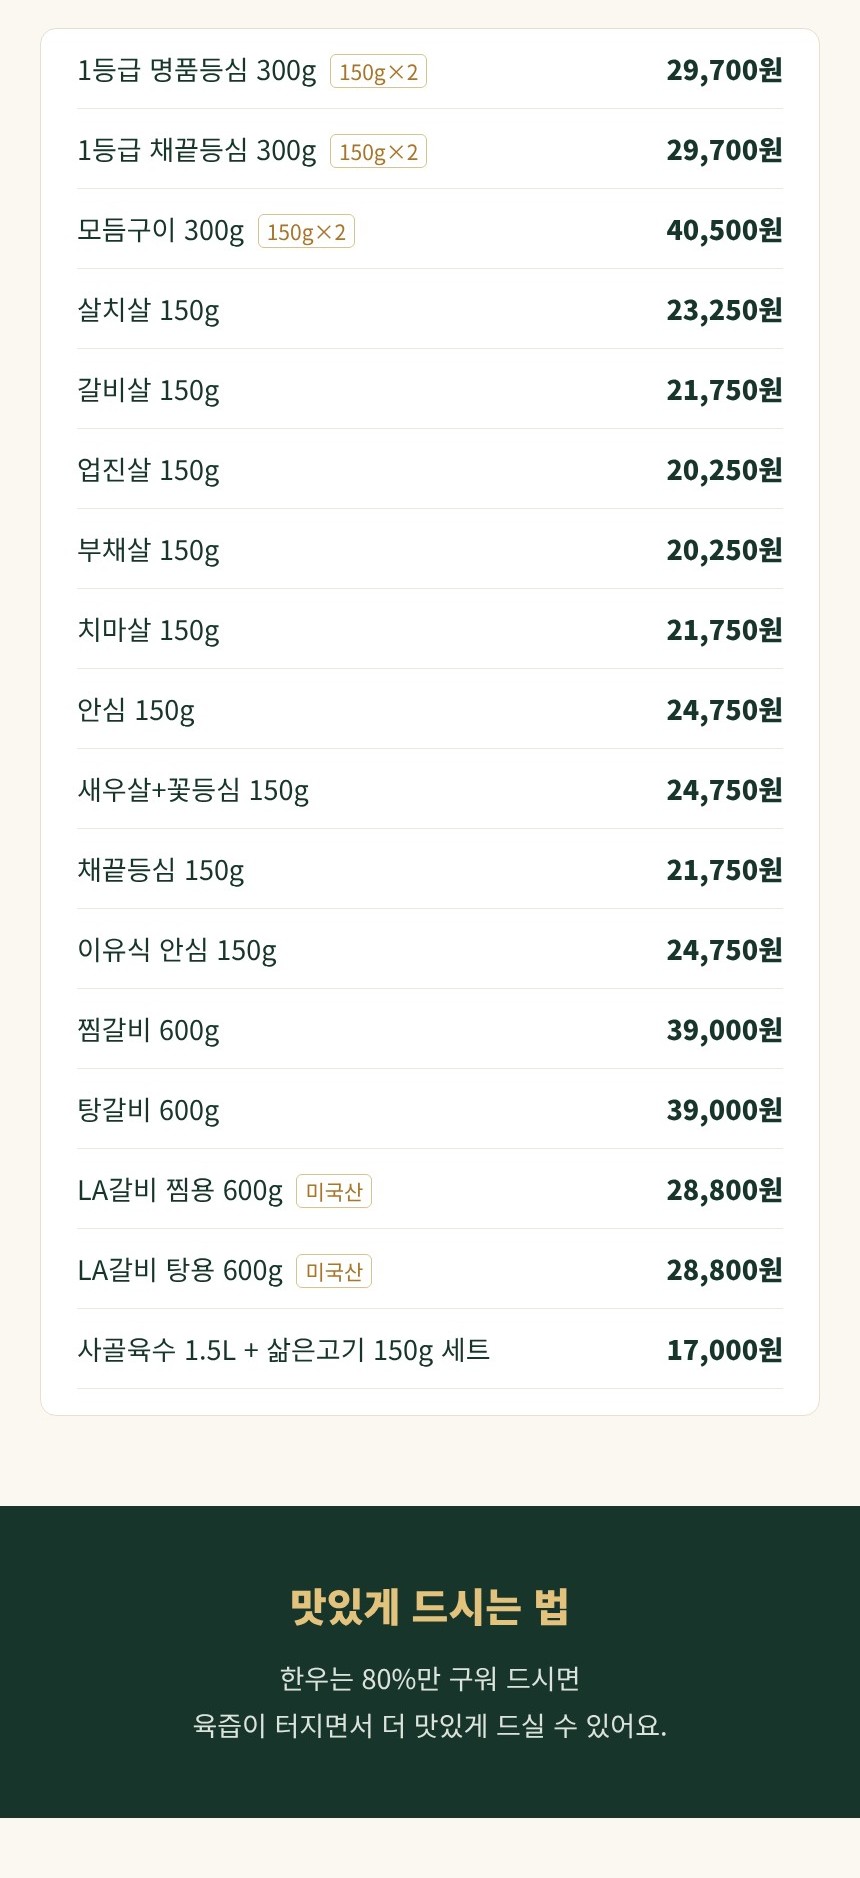 1등급 명품등심 300g 150g×2 29,700원
1등급 채끝등심 300g 150g×2 29,700원
모듬구이 300g 150g×2 40,500원
살치살 150g 23,250원
갈비살 150g 21,750원
업진살 150g 20,250원
부채살 150g 20,250원
치마살 150g 21,750원
안심 150g 24,750원
새우살+꽃등심 150g 24,750원
채끝등심 150g 21,750원
이유식 안심 150g 24,750원
찜갈비 600g 39,000원
탕갈비 600g 39,000원
LA갈비 찜용 600g 미국산 28,800원
LA갈비 탕용 600g 미국산 28,800원
사골육수 1.5L + 삶은고기 150g 세트 17,000원
맛있게 드시는 법
한우는 80%만 구워 드시면
육즙이 터지면서 더 맛있게 드실 수 있어요.